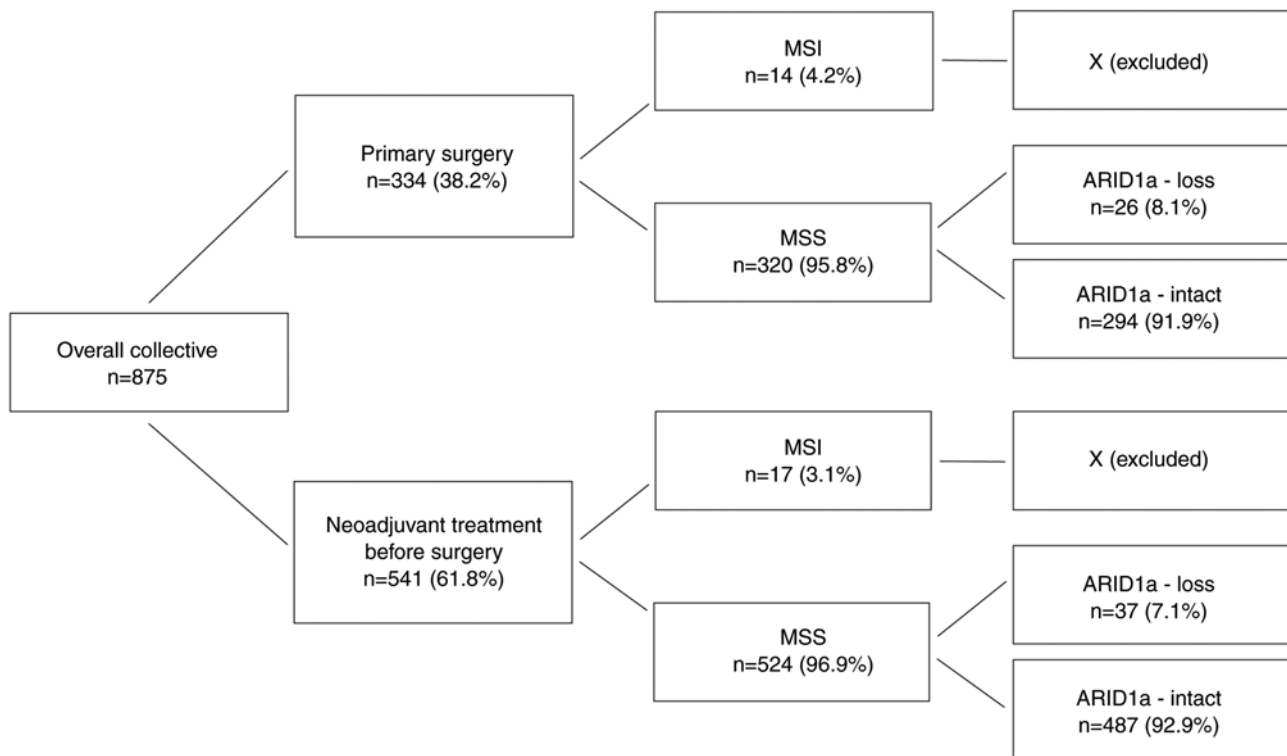 Overall collective
n=875
Primary surgery
n=334 (38.2%)
Neoadjuvant treatment
before surgery
n=541 (61.8%)
MSI
n=14 (4.2%)
MSS
n=320 (95.8%)
MSI
n=17 (3.1%)
MSS
n=524 (96.9%)
X (excluded)
ARID1a - loss
n=26 (8.1%)
ARID1a - intact
n=294 (91.9%)
X (excluded)
ARID1a - loss
n=37 (7.1%)
ARID1a - intact
n=487 (92.9%)